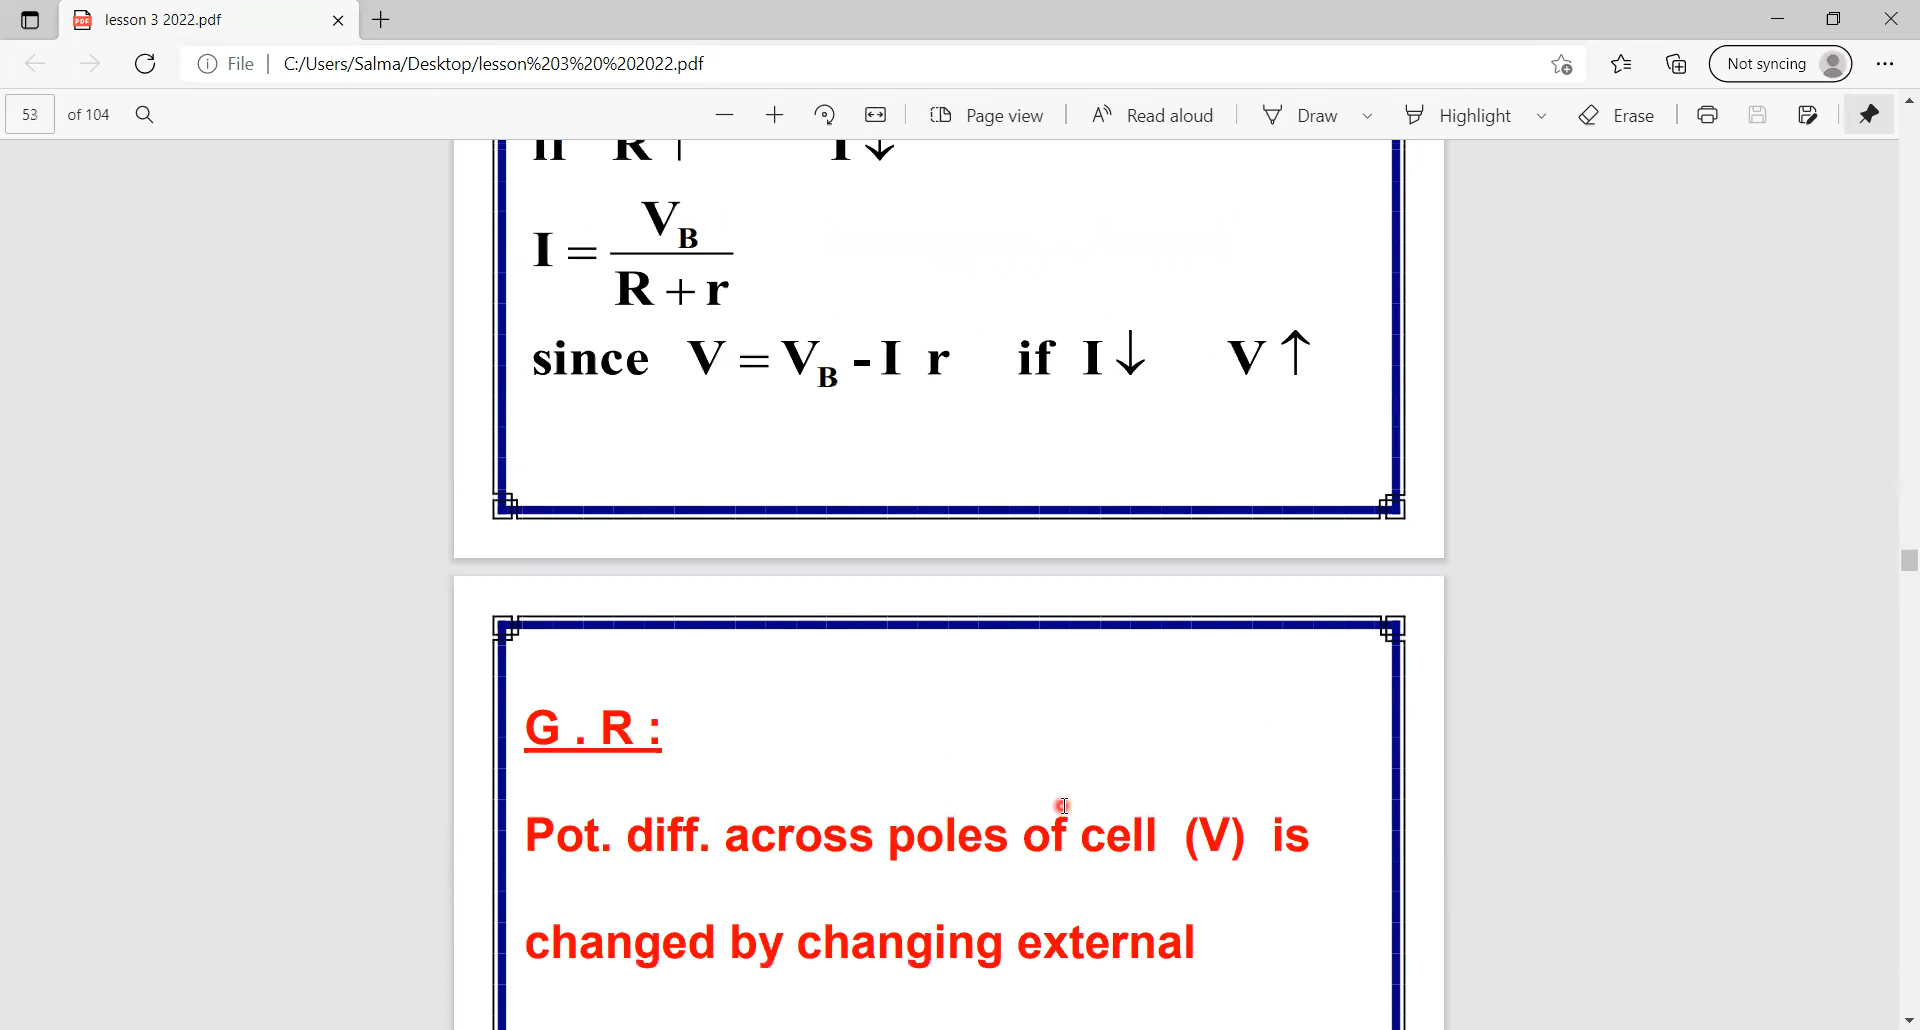 lesson 3 2022.pdf
File | C:/Users/Salma/Desktop/lesson%203%20%202022.pdf
Not syncing
53 of 104
Page view
Read aloud
Draw
Highlight
Erase
R↑ I↓
I = V_B / (R + r)
since V = V_B - I r if I↓ V↑
G . R :
Pot. diff. across poles of cell (V) is
changed by changing external